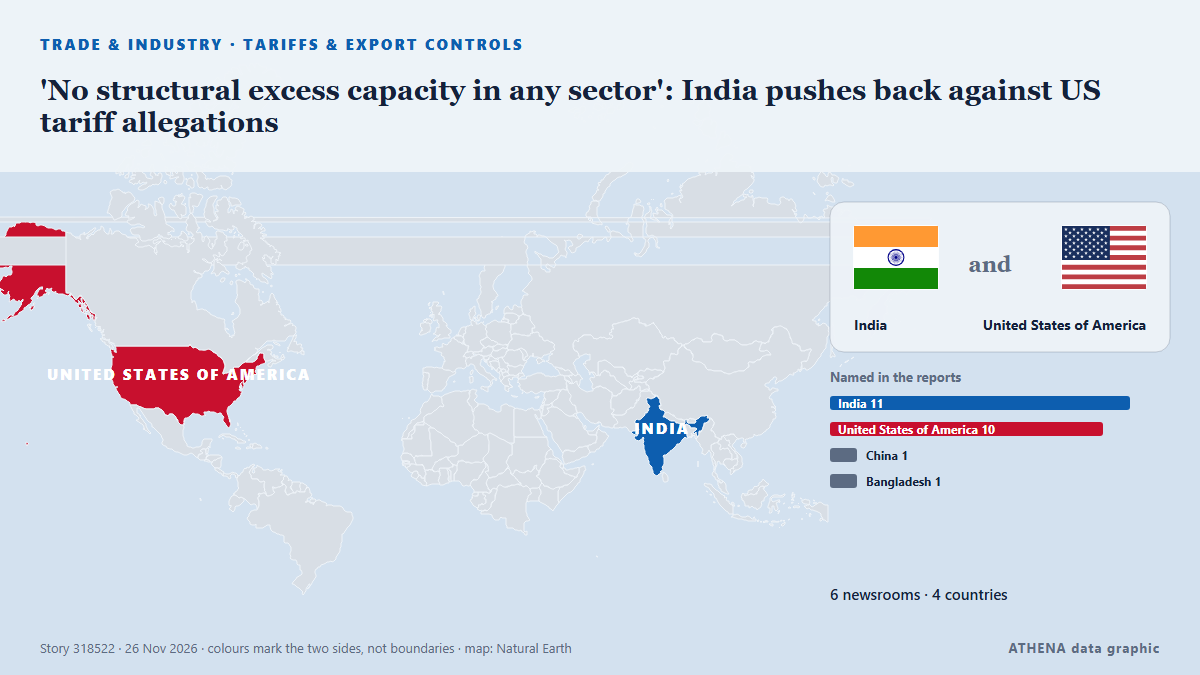 TRADE & INDUSTRY · TARIFFS & EXPORT CONTROLS
'No structural excess capacity in any sector': India pushes back against US
tariff allegations
and
India
United States of America
UNITED STATES OF AMERICA
INDIA
Named in the reports
India 11
United States of America 10
China 1
Bangladesh 1
6 newsrooms · 4 countries
Story 318522 · 26 Nov 2026 · colours mark the two sides, not boundaries · map: Natural Earth
ATHENA data graphic